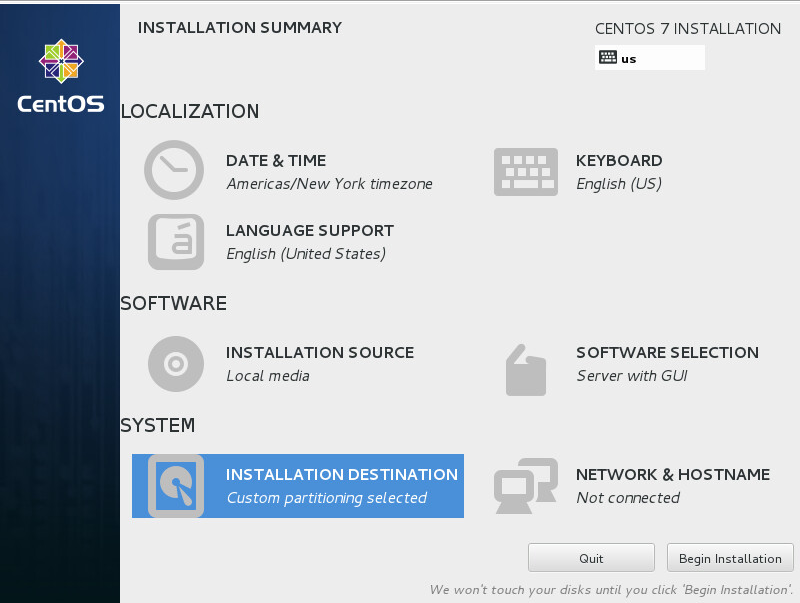 INSTALLATION SUMMARY
CENTOS 7 INSTALLATION
us
CentOS
LOCALIZATION
DATE & TIME
Americas/New York timezone
KEYBOARD
English (US)
á
LANGUAGE SUPPORT
English (United States)
SOFTWARE
INSTALLATION SOURCE
Local media
SOFTWARE SELECTION
Server with GUI
SYSTEM
INSTALLATION DESTINATION
Custom partitioning selected
NETWORK & HOSTNAME
Not connected
Quit
Begin Installation
We won't touch your disks until you click 'Begin Installation'.